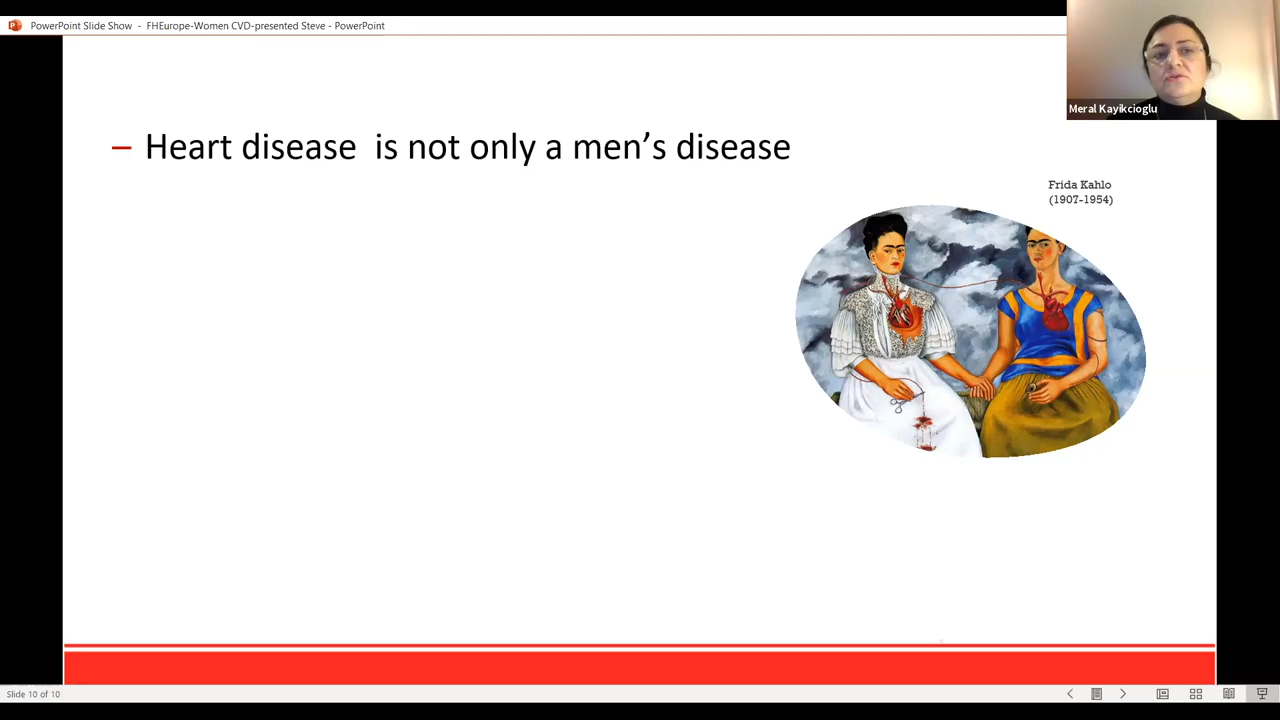 PowerPoint Slide Show - FHEurope-Women CVD-presented Steve - PowerPoint
Meral Kayikcioglu
– Heart disease is not only a men’s disease
Frida Kahlo
(1907-1954)
Slide 10 of 10